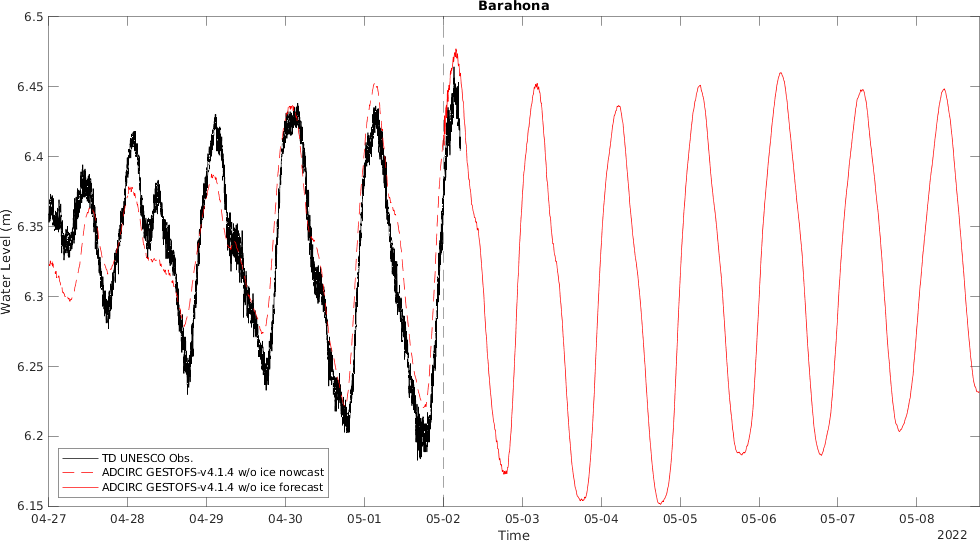 Barahona
6.5
6.45
6.4
6.35
6.3
6.25
6.2
6.15
Water Level (m)
TD UNESCO Obs.
ADCIRC GESTOFS-v4.1.4 w/o ice nowcast
ADCIRC GESTOFS-v4.1.4 w/o ice forecast
04-27 04-28 04-29 04-30 05-01 05-02 05-03 05-04 05-05 05-06 05-07 05-08
Time
2022